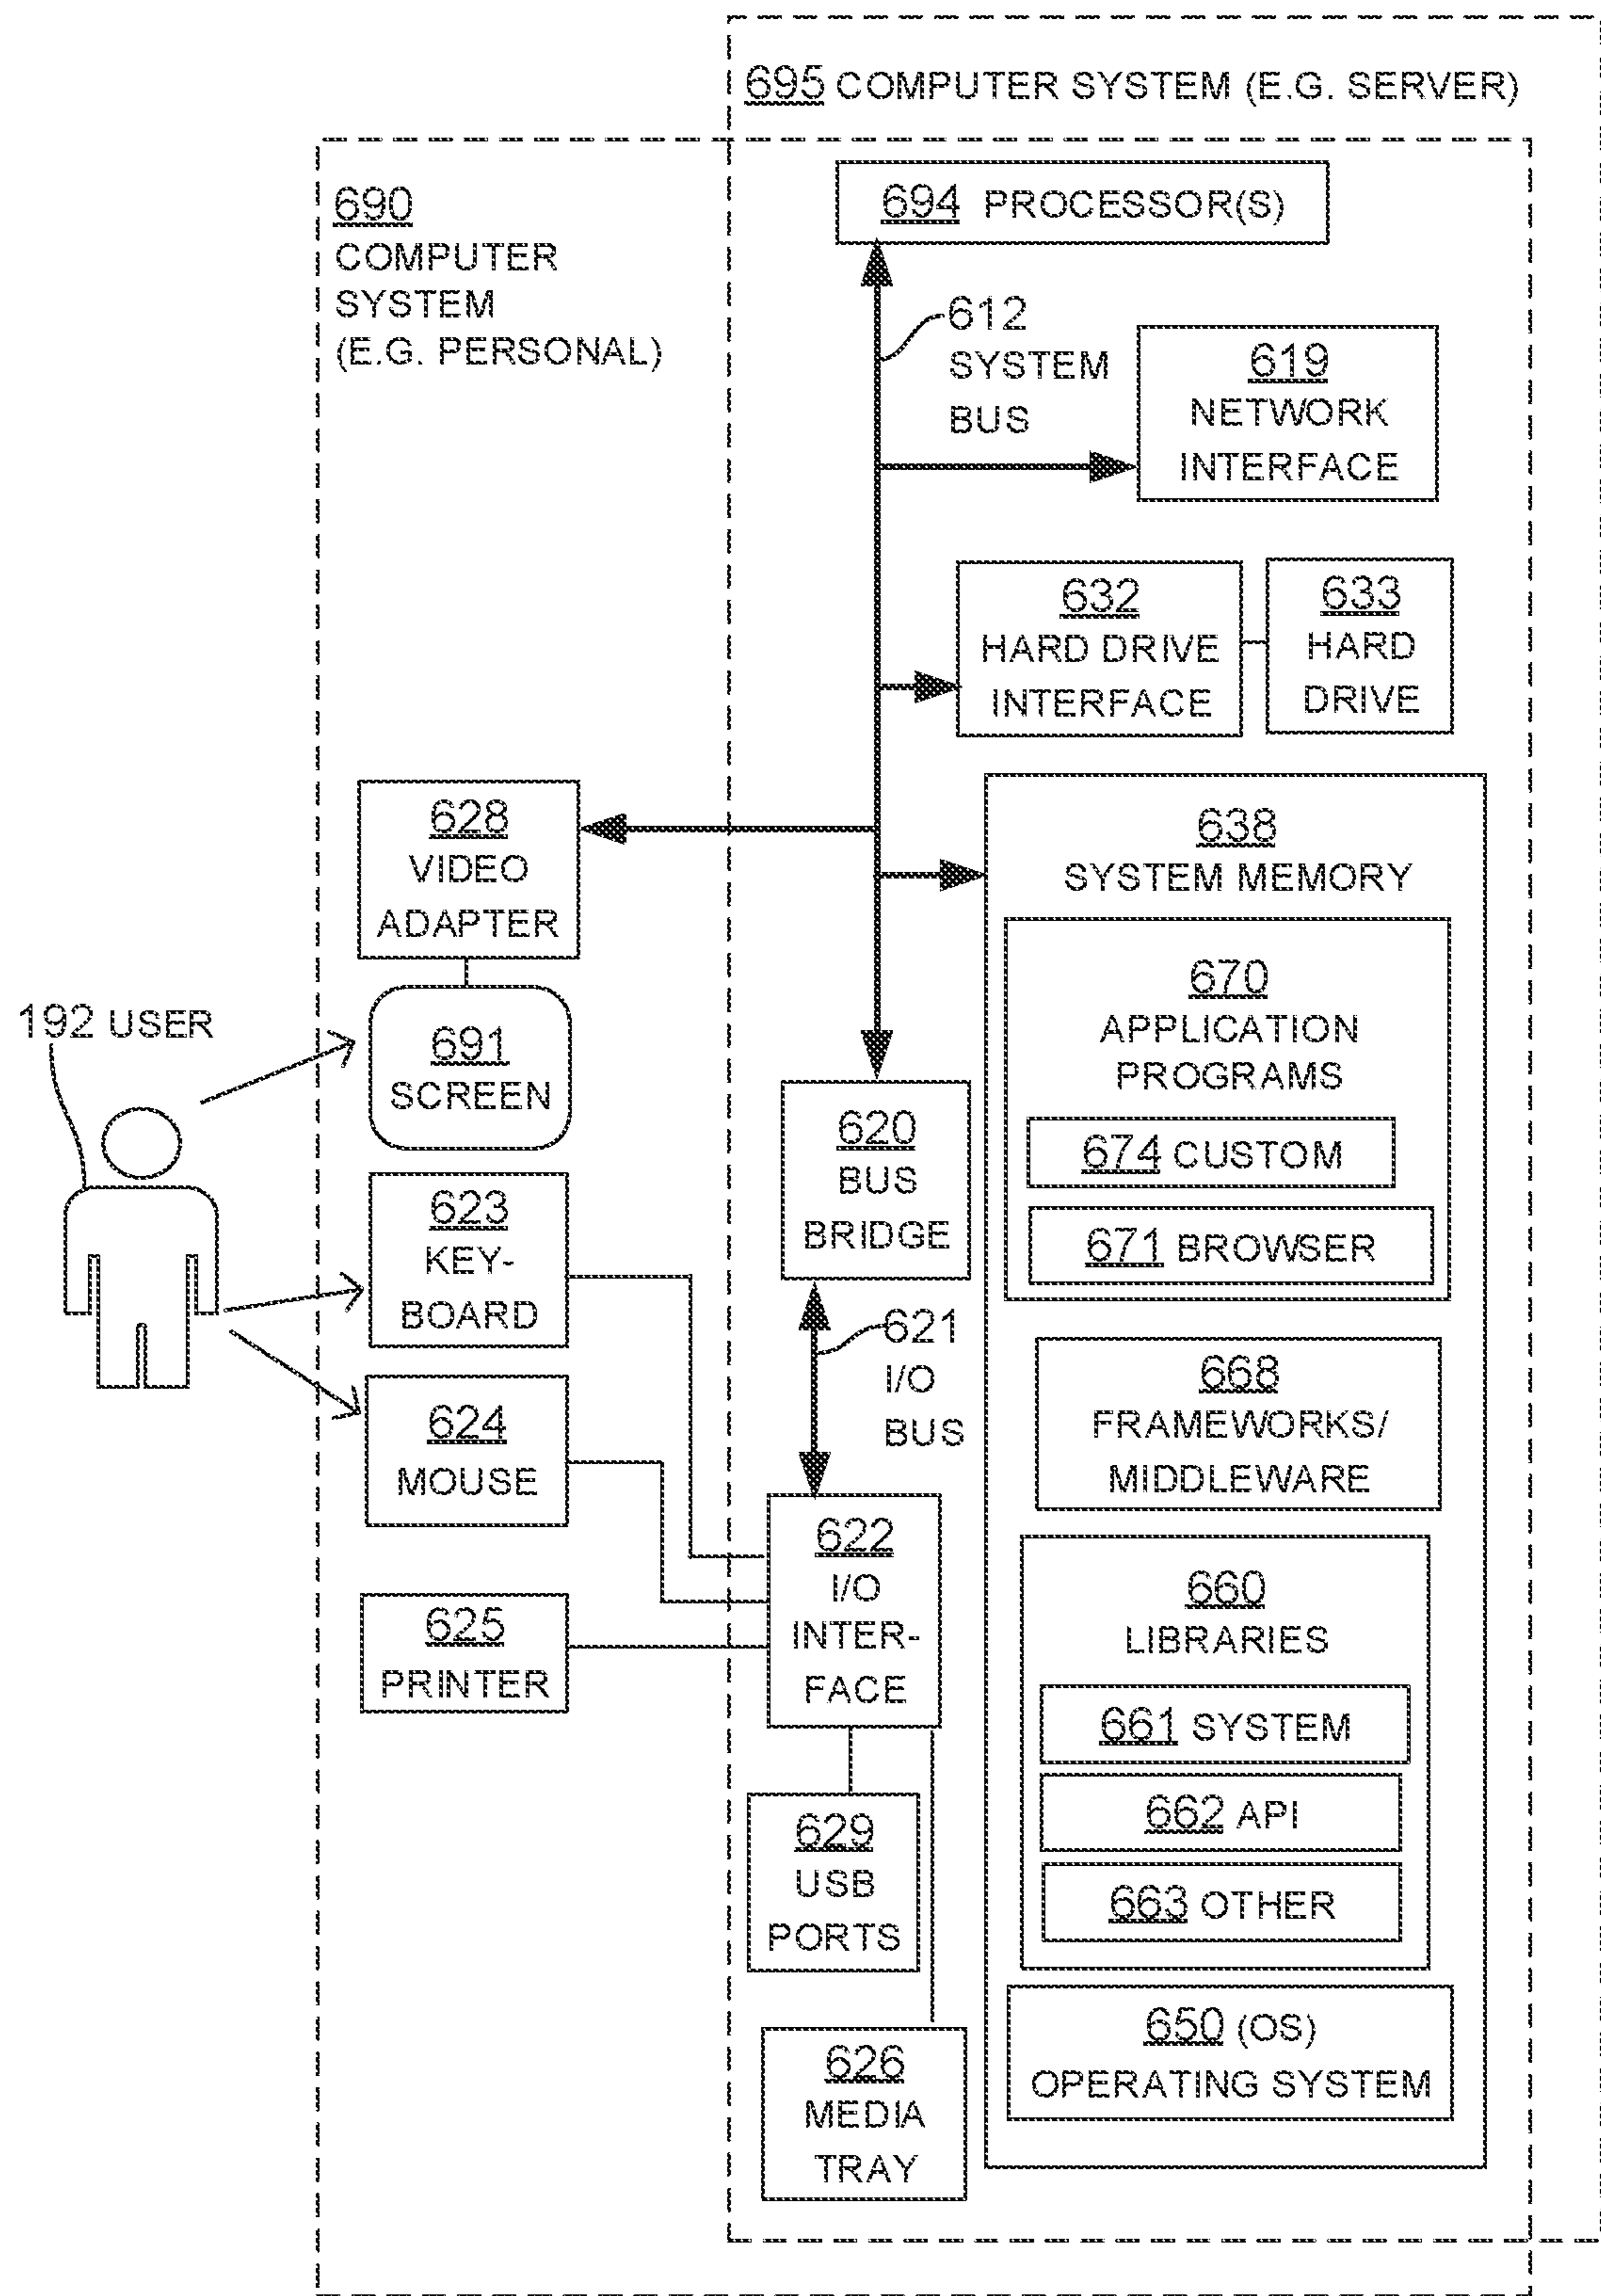 695 COMPUTER SYSTEM (E.G. SERVER)
690
COMPUTER
SYSTEM
(E.G. PERSONAL)
694 PROCESSOR(S)
612
SYSTEM
BUS
619
NETWORK
INTERFACE
632
HARD DRIVE
INTERFACE
633
HARD
DRIVE
628
VIDEO
ADAPTER
638
SYSTEM MEMORY
670
APPLICATION
PROGRAMS
674 CUSTOM
671 BROWSER
192 USER
691
SCREEN
620
BUS
BRIDGE
623
KEY-
BOARD
621
I/O
BUS
624
MOUSE
668
FRAMEWORKS/
MIDDLEWARE
622
I/O
INTER-
FACE
625
PRINTER
660
LIBRARIES
661 SYSTEM
662 API
663 OTHER
629
USB
PORTS
650 (OS)
OPERATING SYSTEM
626
MEDIA
TRAY